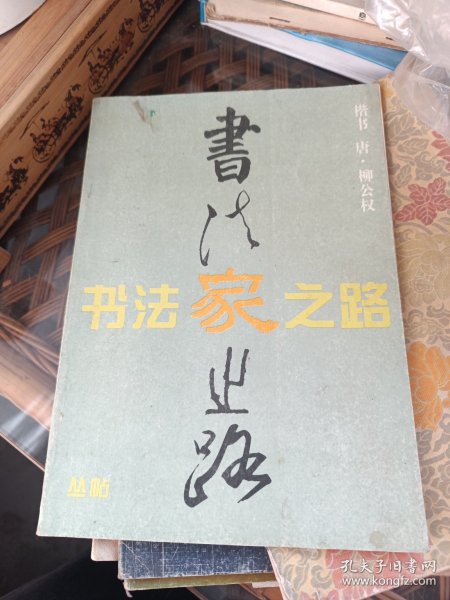 楷书 唐·柳公权
書法家之路
书法家之路
丛帖
孔夫子旧书网
www.kongfz.com